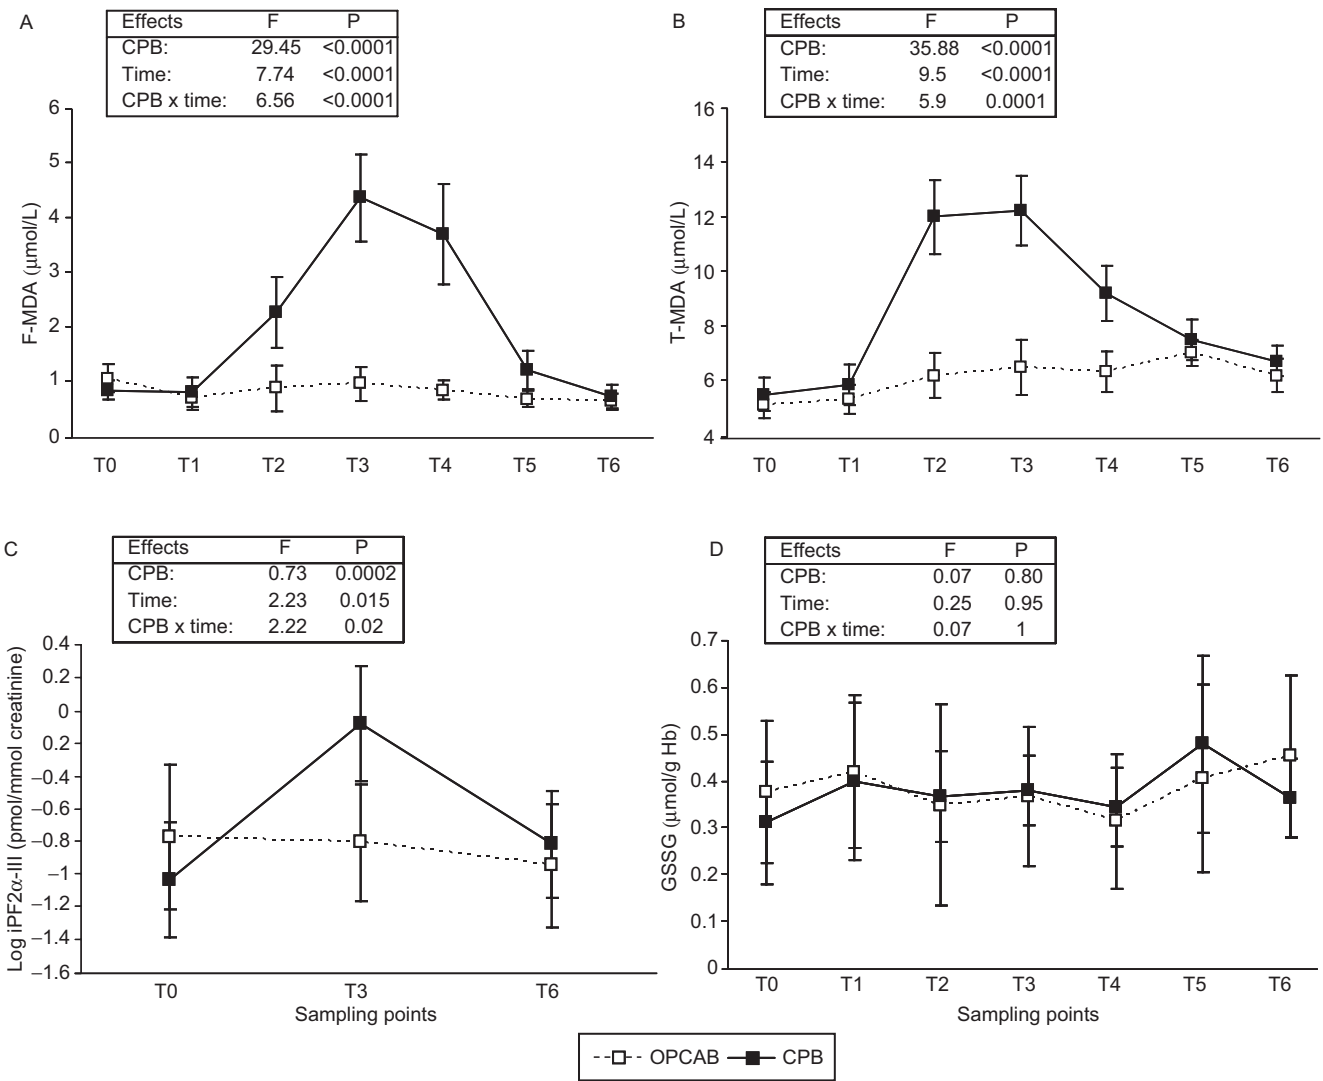 A
Effects F P
CPB: 29.45 <0.0001
Time: 7.74 <0.0001
CPB x time: 6.56 <0.0001
F-MDA (μmol/L)
6
5
4
3
2
1
0
T0 T1 T2 T3 T4 T5 T6
B
Effects F P
CPB: 35.88 <0.0001
Time: 9.5 <0.0001
CPB x time: 5.9 0.0001
T-MDA (μmol/L)
16
14
12
10
8
6
4
T0 T1 T2 T3 T4 T5 T6
C
Effects F P
CPB: 0.73 0.0002
Time: 2.23 0.015
CPB x time: 2.22 0.02
Log iPF2α-III (pmol/mmol creatinine)
0.4
0.2
0
0.2
−0.4
−0.6
−0.8
−1
−1.2
−1.4
−1.6
T0 T3 T6
Sampling points
D
Effects F P
CPB: 0.07 0.80
Time: 0.25 0.95
CPB x time: 0.07 1
GSSG (μmol/g Hb)
0.7
0.6
0.5
0.4
0.3
0.2
0.1
0
T0 T1 T2 T3 T4 T5 T6
Sampling points
OPCAB CPB